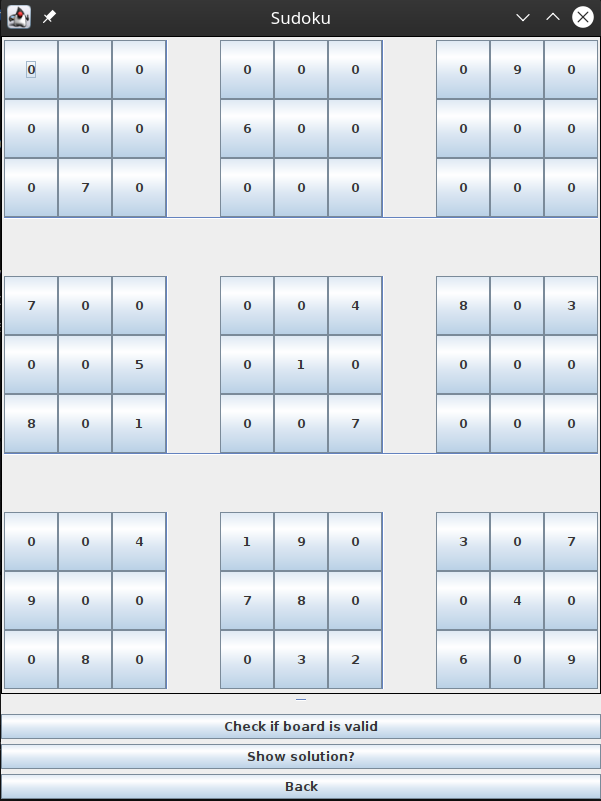 Sudoku
0 0 0 0 0 0 0 9 0
0 0 0 6 0 0 0 0 0
0 7 0 0 0 0 0 0 0
7 0 0 0 0 4 8 0 3
0 0 5 0 1 0 0 0 0
8 0 1 0 0 7 0 0 0
0 0 4 1 9 0 3 0 7
9 0 0 7 8 0 0 4 0
0 8 0 0 3 2 6 0 9
Check if board is valid
Show solution?
Back